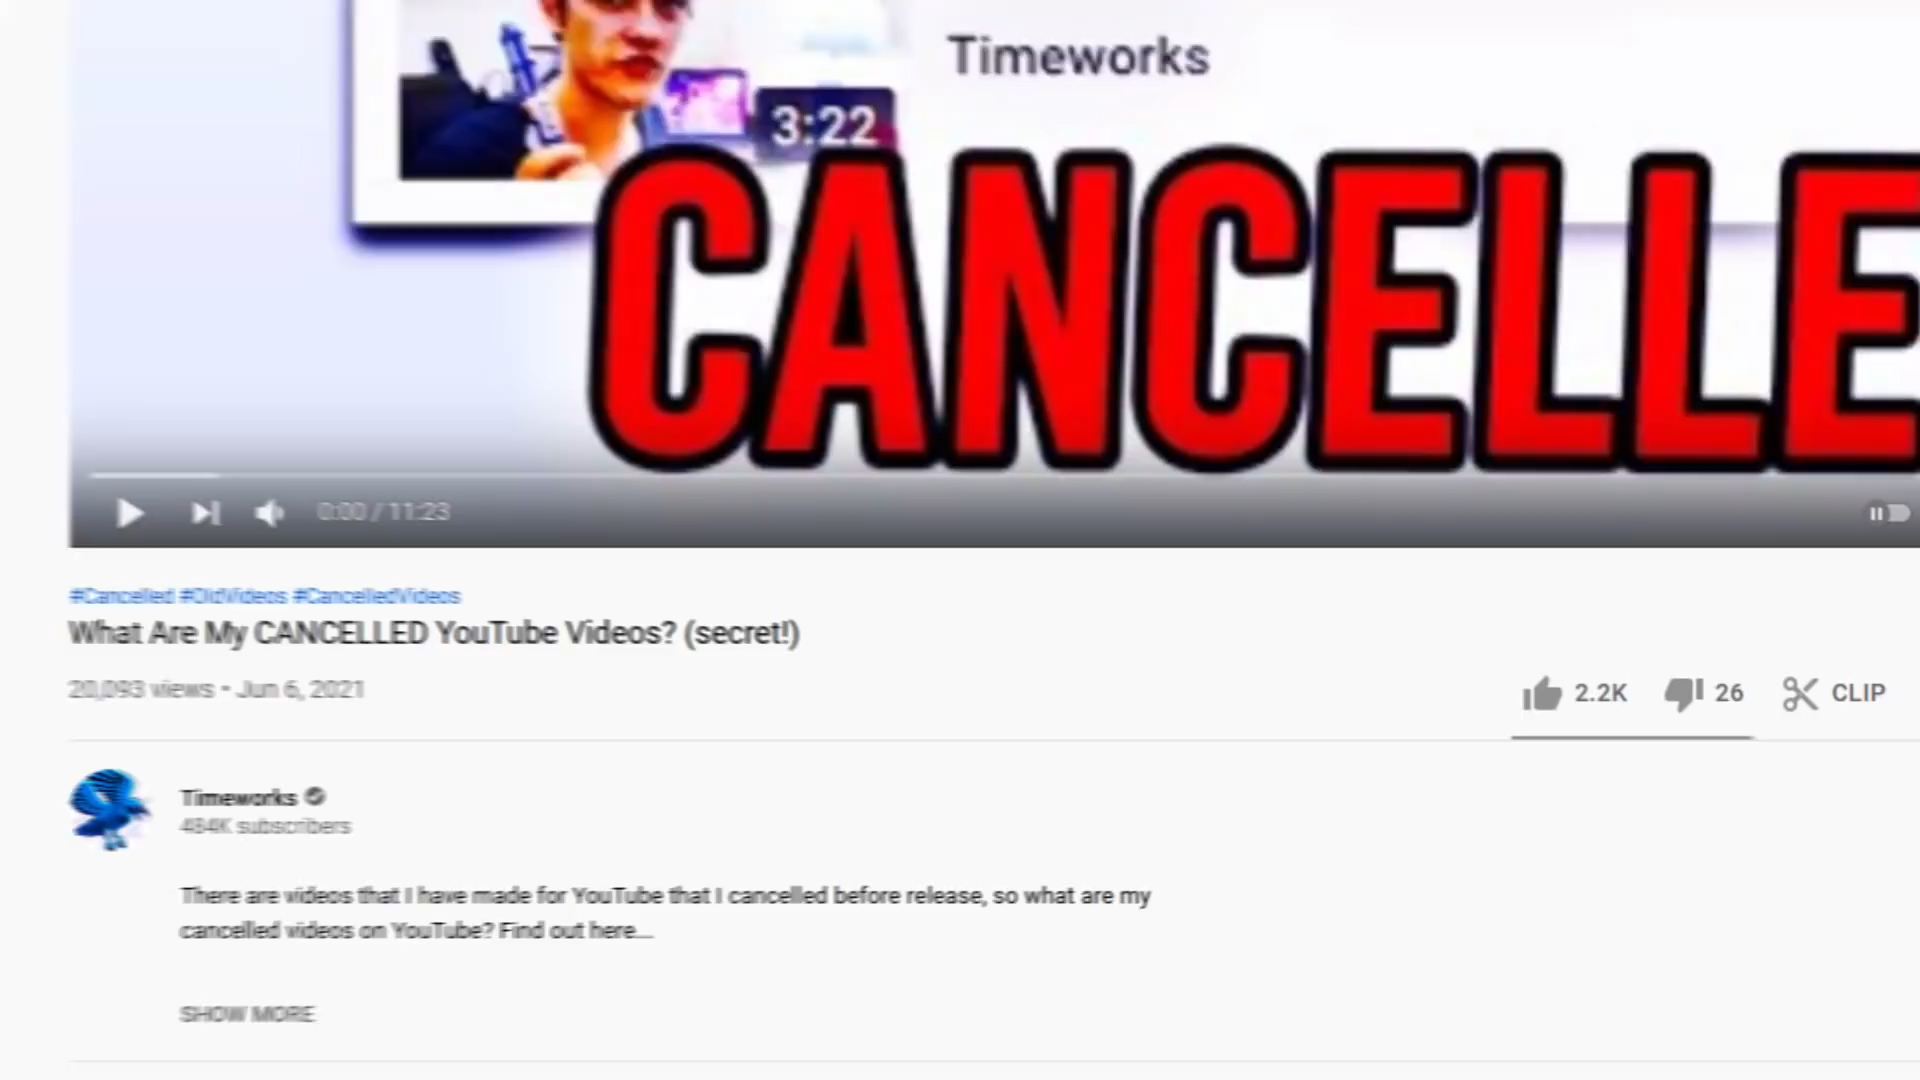 Timeworks
3:22
CANCELLE
0:00 / 11:23
#Cancelled #OldVideos #CancelledVideos
What Are My CANCELLED YouTube Videos? (secret!)
20,093 views • Jun 6, 2021
2.2K 26 CLIP
Timeworks
484K subscribers
There are videos that I have made for YouTube that I cancelled before release, so what are my
cancelled videos on YouTube? Find out here...
SHOW MORE